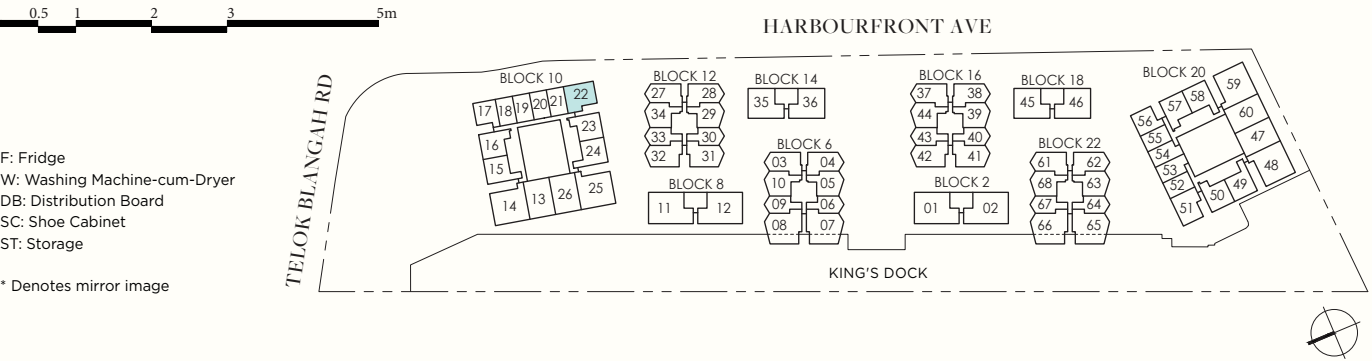 0.5 1 2 3 5m
HARBOURFRONT AVE
TELOK BLANGAH RD
F: Fridge
W: Washing Machine-cum-Dryer
DB: Distribution Board
SC: Shoe Cabinet
ST: Storage
* Denotes mirror image
BLOCK 10
17 18 19 20 21 22
16 23
15 24
14 13 26 25
BLOCK 12
27 28
34 29
33 30
32 31
BLOCK 14
35 36
BLOCK 8
11 12
BLOCK 6
03 04
10 05
09 06
08 07
BLOCK 16
37 38
44 39
43 40
42 41
BLOCK 18
45 46
BLOCK 2
01 02
BLOCK 22
61 62
68 63
67 64
66 65
BLOCK 20
56 57 58 59
55 60
54 47
53 48
52 49
51 50
KING'S DOCK